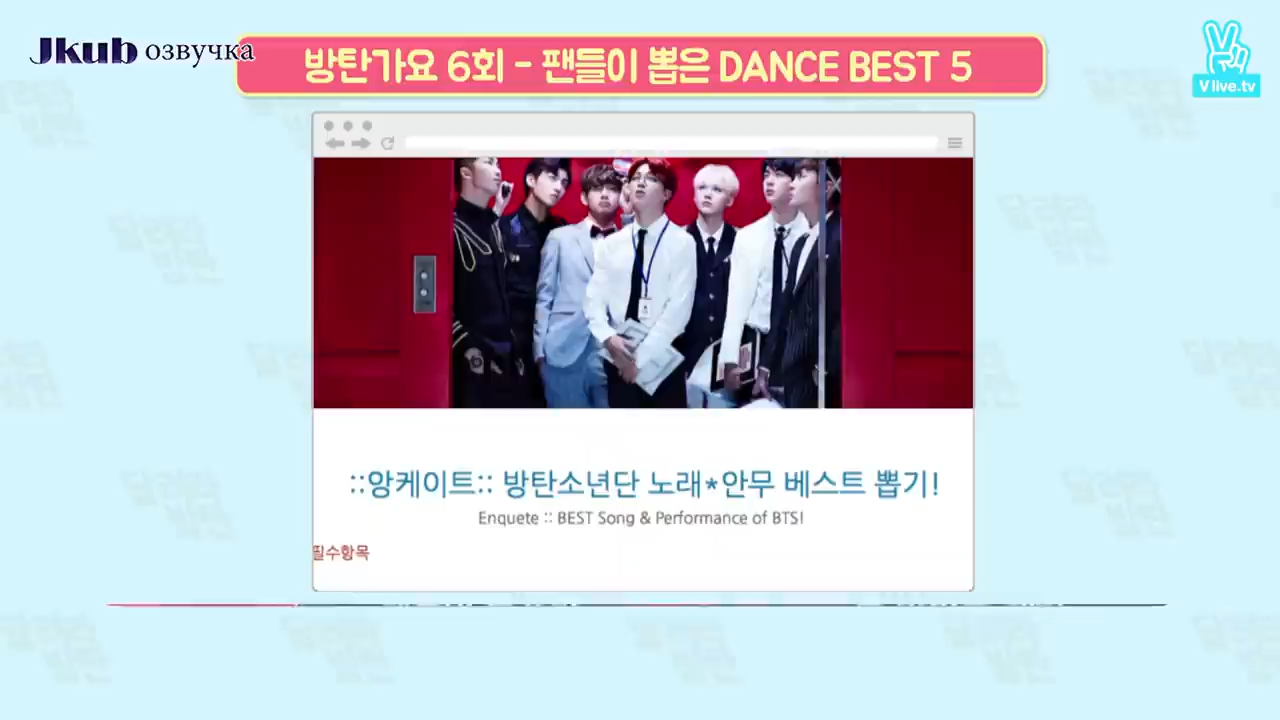 Jkub озвучка
방탄가요 6회 - 팬들이 뽑은 DANCE BEST 5
V live.tv
::앙케이트:: 방탄소년단 노래*안무 베스트 뽑기!
Enquete :: BEST Song & Performance of BTS!
필수항목